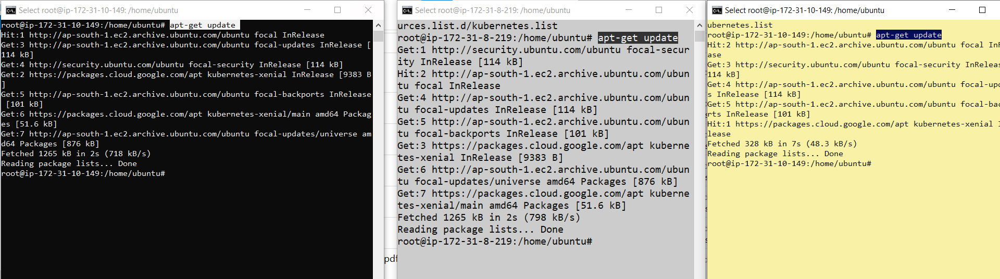 Select root@ip-172-31-10-149: /home/ubuntu
root@ip-172-31-10-149:/home/ubuntu# apt-get update
Hit:1 http://ap-south-1.ec2.archive.ubuntu.com/ubuntu focal InRelease
Get:3 http://ap-south-1.ec2.archive.ubuntu.com/ubuntu focal-updates InRelease [
114 kB]
Get:4 http://security.ubuntu.com/ubuntu focal-security InRelease [114 kB]
Get:2 https://packages.cloud.google.com/apt kubernetes-xenial InRelease [9383 B
]
Get:5 http://ap-south-1.ec2.archive.ubuntu.com/ubuntu focal-backports InRelease
[101 kB]
Get:6 https://packages.cloud.google.com/apt kubernetes-xenial/main amd64 Packag
es [51.6 kB]
Get:7 http://ap-south-1.ec2.archive.ubuntu.com/ubuntu focal-updates/universe am
d64 Packages [876 kB]
Fetched 1265 kB in 2s (718 kB/s)
Reading package lists... Done
root@ip-172-31-10-149:/home/ubuntu#
pdf
Select root@ip-172-31-8-219: /home/ubuntu
urces.list.d/kubernetes.list
root@ip-172-31-8-219:/home/ubuntu# apt-get update
Get:1 http://security.ubuntu.com/ubuntu focal-secur
ity InRelease [114 kB]
Hit:2 http://ap-south-1.ec2.archive.ubuntu.com/ubun
tu focal InRelease
Get:4 http://ap-south-1.ec2.archive.ubuntu.com/ubun
tu focal-updates InRelease [114 kB]
Get:5 http://ap-south-1.ec2.archive.ubuntu.com/ubun
tu focal-backports InRelease [101 kB]
Get:3 https://packages.cloud.google.com/apt kuberne
tes-xenial InRelease [9383 B]
Get:6 http://ap-south-1.ec2.archive.ubuntu.com/ubun
tu focal-updates/universe amd64 Packages [876 kB]
Get:7 https://packages.cloud.google.com/apt kuberne
tes-xenial/main amd64 Packages [51.6 kB]
Fetched 1265 kB in 2s (798 kB/s)
Reading package lists... Done
root@ip-172-31-8-219:/home/ubuntu#
Select root@ip-172-31-10-149: /home/ubuntu
ubernetes.list
root@ip-172-31-10-149:/home/ubuntu# apt-get update
Hit:2 http://ap-south-1.ec2.archive.ubuntu.com/ubuntu focal InR
ase
Get:3 http://security.ubuntu.com/ubuntu focal-security InReleas
114 kB]
Get:4 http://ap-south-1.ec2.archive.ubuntu.com/ubuntu focal-upd
s InRelease [114 kB]
Get:5 http://ap-south-1.ec2.archive.ubuntu.com/ubuntu focal-bac
rts InRelease [101 kB]
Hit:1 https://packages.cloud.google.com/apt kubernetes-xenial I
lease
Fetched 328 kB in 7s (48.3 kB/s)
Reading package lists... Done
root@ip-172-31-10-149:/home/ubuntu#